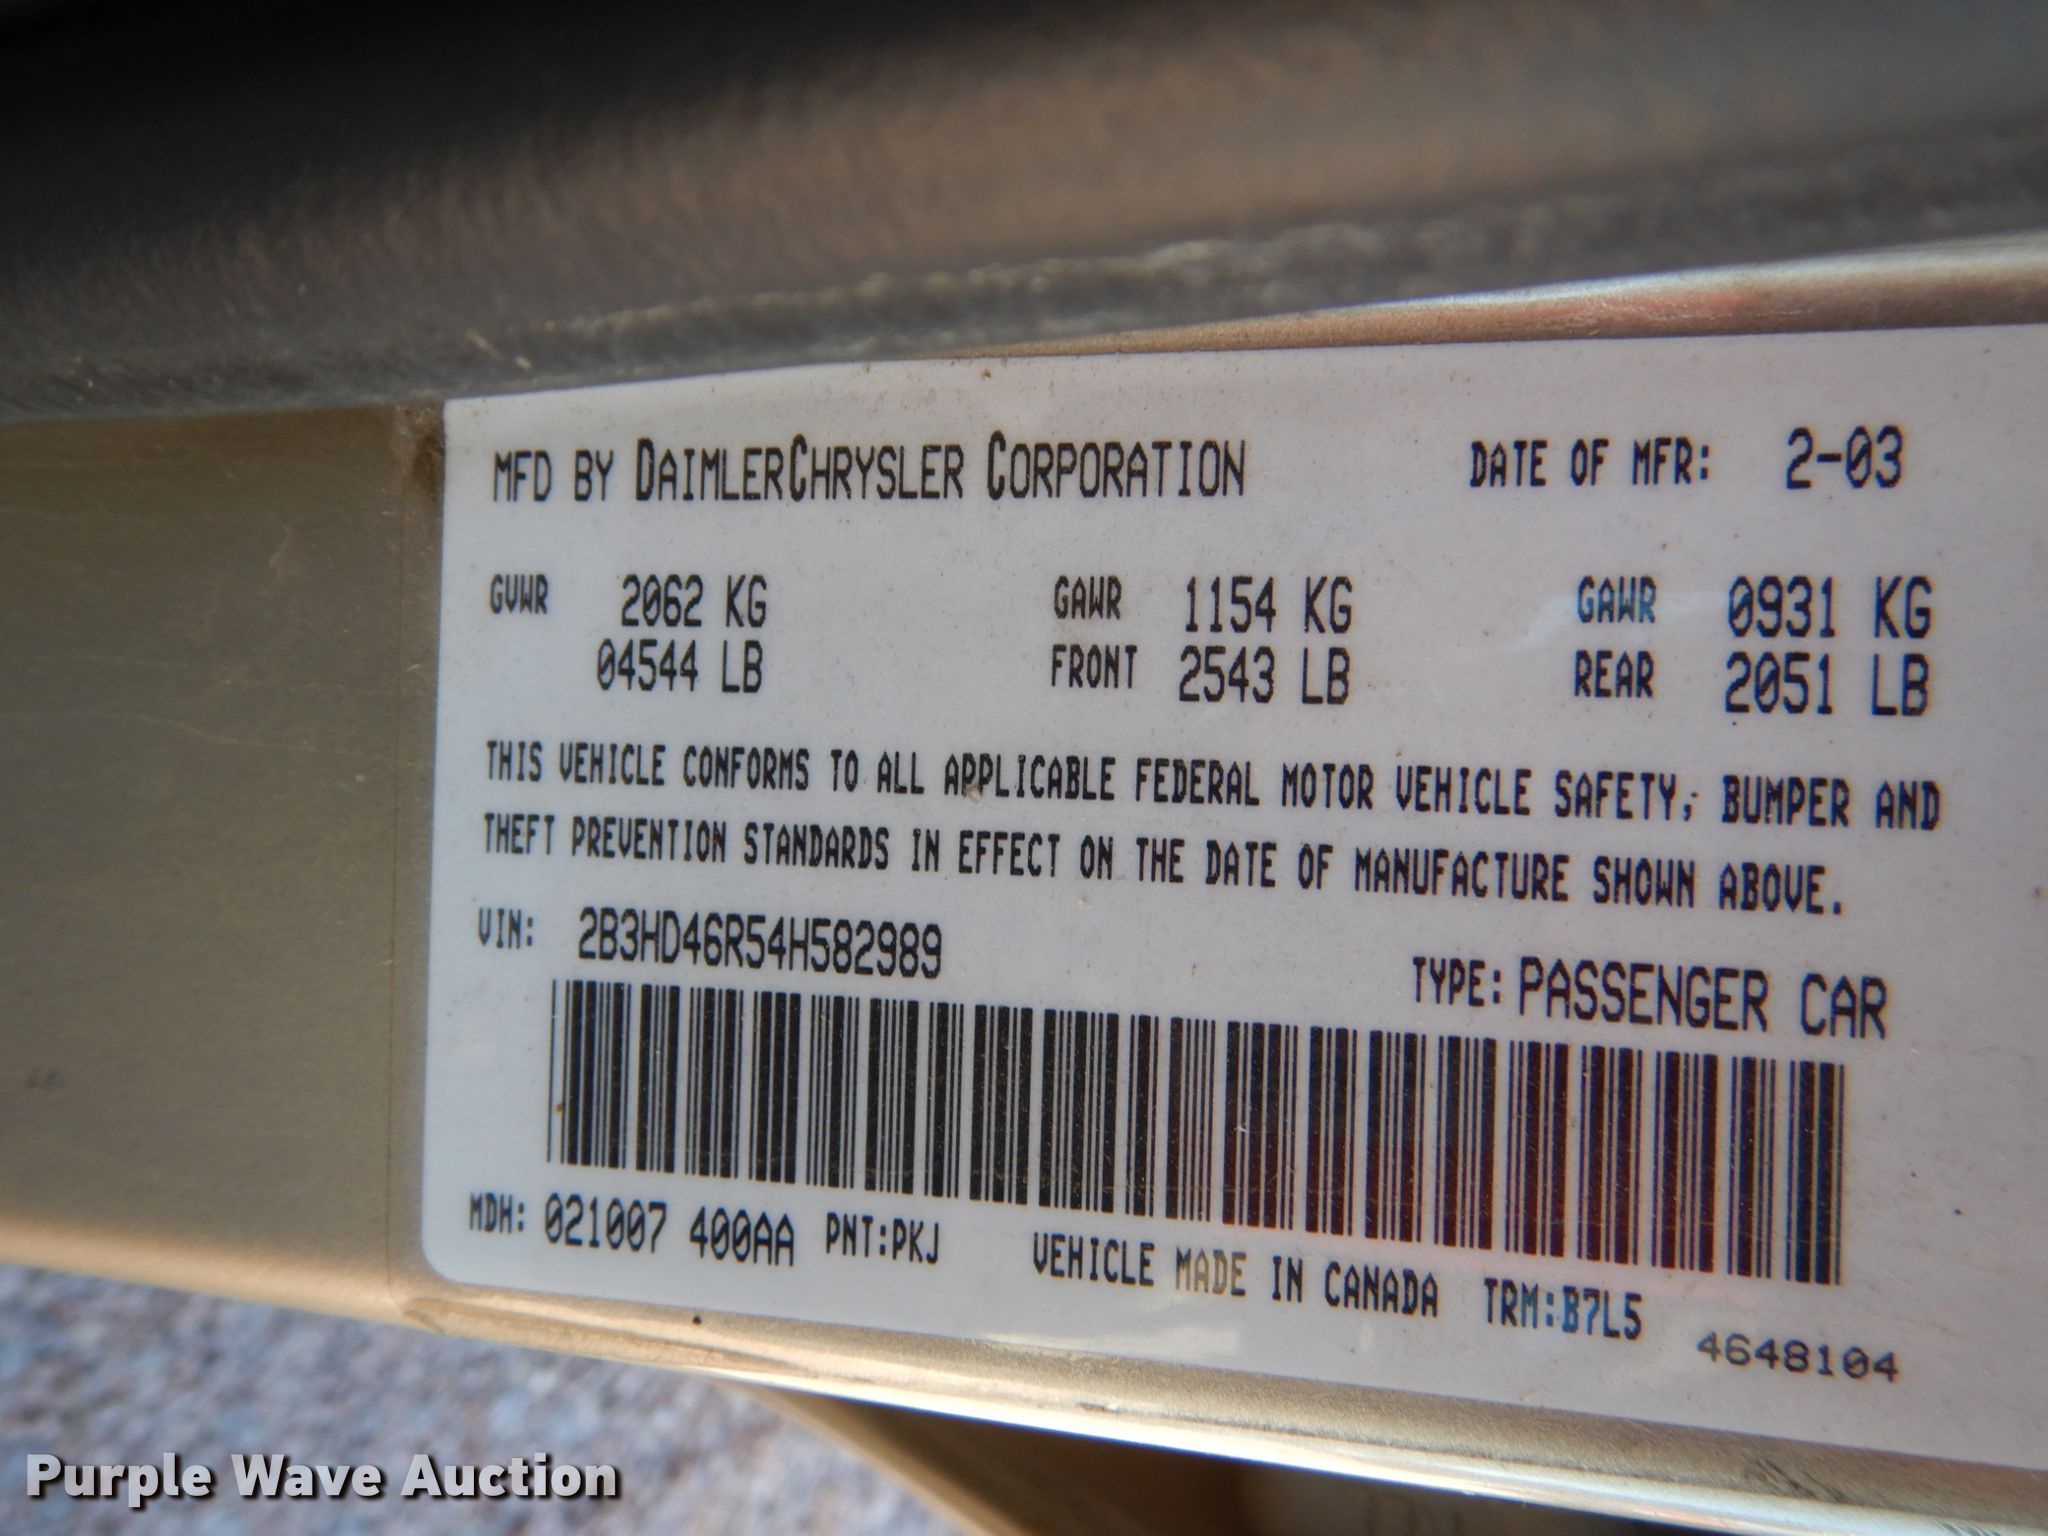 MFD BY DAIMLERCHRYSLER CORPORATION DATE OF MFR: 2-03
GVWR 2062 KG GAWR 1154 KG GAWR 0931 KG
04544 LB FRONT 2543 LB REAR 2051 LB
THIS VEHICLE CONFORMS TO ALL APPLICABLE FEDERAL MOTOR VEHICLE SAFETY, BUMPER AND
THEFT PREVENTION STANDARDS IN EFFECT ON THE DATE OF MANUFACTURE SHOWN ABOVE.
VIN: 2B3HD46R54H582989 TYPE: PASSENGER CAR
MDH: 021007 400AA PNT:PKJ VEHICLE MADE IN CANADA TRM:B7L5
4648104
Purple Wave Auction